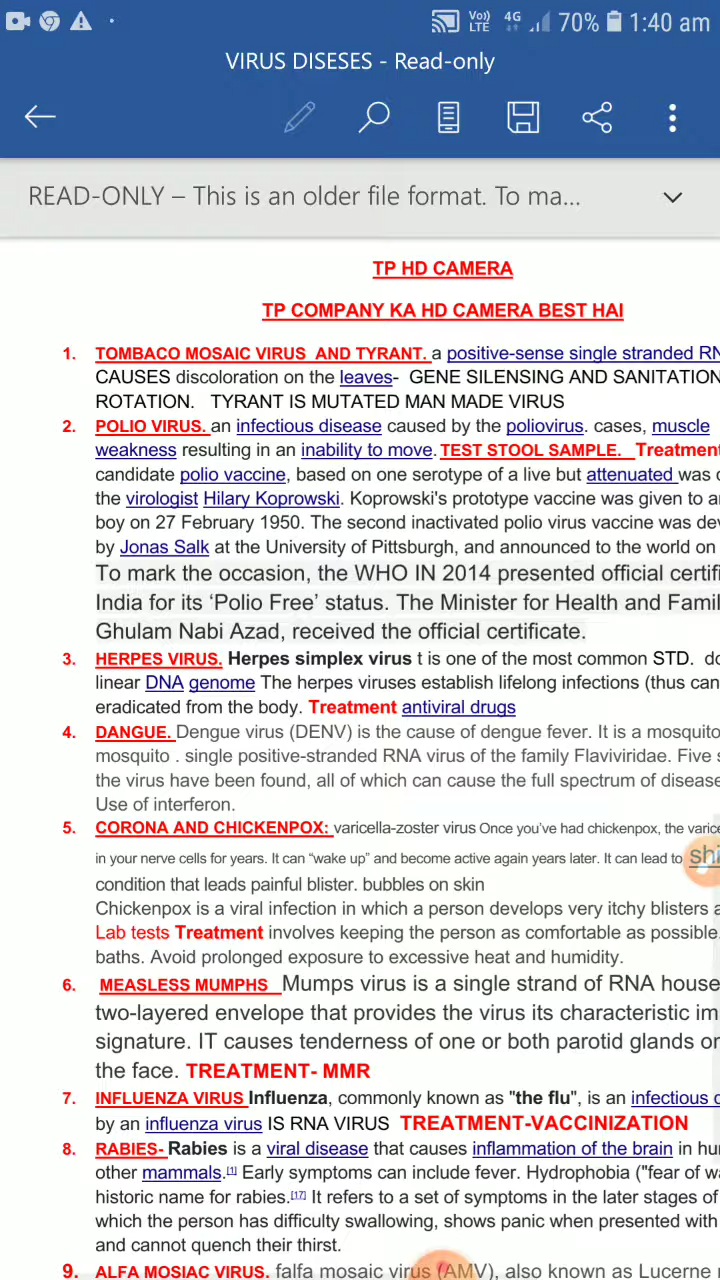 Vo)) LTE 4G 70% 1:40 am
VIRUS DISESES - Read-only
READ-ONLY – This is an older file format. To ma...
TP HD CAMERA
TP COMPANY KA HD CAMERA BEST HAI
1. TOMBACO MOSAIC VIRUS AND TYRANT. a positive-sense single stranded RN
CAUSES discoloration on the leaves- GENE SILENSING AND SANITATION
ROTATION. TYRANT IS MUTATED MAN MADE VIRUS
2. POLIO VIRUS. an infectious disease caused by the poliovirus. cases, muscle
weakness resulting in an inability to move. TEST STOOL SAMPLE. Treatment
candidate polio vaccine, based on one serotype of a live but attenuated was
the virologist Hilary Koprowski. Koprowski's prototype vaccine was given to
boy on 27 February 1950. The second inactivated polio virus vaccine was dev
by Jonas Salk at the University of Pittsburgh, and announced to the world on
To mark the occasion, the WHO IN 2014 presented official certifi
India for its ‘Polio Free’ status. The Minister for Health and Famil
Ghulam Nabi Azad, received the official certificate.
3. HERPES VIRUS. Herpes simplex virus t is one of the most common STD. do
linear DNA genome The herpes viruses establish lifelong infections (thus can
eradicated from the body. Treatment antiviral drugs
4. DANGUE. Dengue virus (DENV) is the cause of dengue fever. It is a mosquito
mosquito . single positive-stranded RNA virus of the family Flaviviridae. Five s
the virus have been found, all of which can cause the full spectrum of disease
Use of interferon.
5. CORONA AND CHICKENPOX: varicella-zoster virus Once you’ve had chickenpox, the varice
in your nerve cells for years. It can “wake up” and become active again years later. It can lead to shi
condition that leads painful blister. bubbles on skin
Chickenpox is a viral infection in which a person develops very itchy blisters a
Lab tests Treatment involves keeping the person as comfortable as possible.
baths. Avoid prolonged exposure to excessive heat and humidity.
6. MEASLESS MUMPHS Mumps virus is a single strand of RNA house
two-layered envelope that provides the virus its characteristic im
signature. IT causes tenderness of one or both parotid glands on
the face. TREATMENT- MMR
7. INFLUENZA VIRUS Influenza, commonly known as "the flu", is an infectious
by an influenza virus IS RNA VIRUS TREATMENT-VACCINIZATION
8. RABIES- Rabies is a viral disease that causes inflammation of the brain in hu
other mammals.[1] Early symptoms can include fever. Hydrophobia ("fear of wa
historic name for rabies.[17] It refers to a set of symptoms in the later stages of
which the person has difficulty swallowing, shows panic when presented with
and cannot quench their thirst.
9. ALFA MOSIAC VIRUS. falfa mosaic virus (AMV), also known as Lucerne